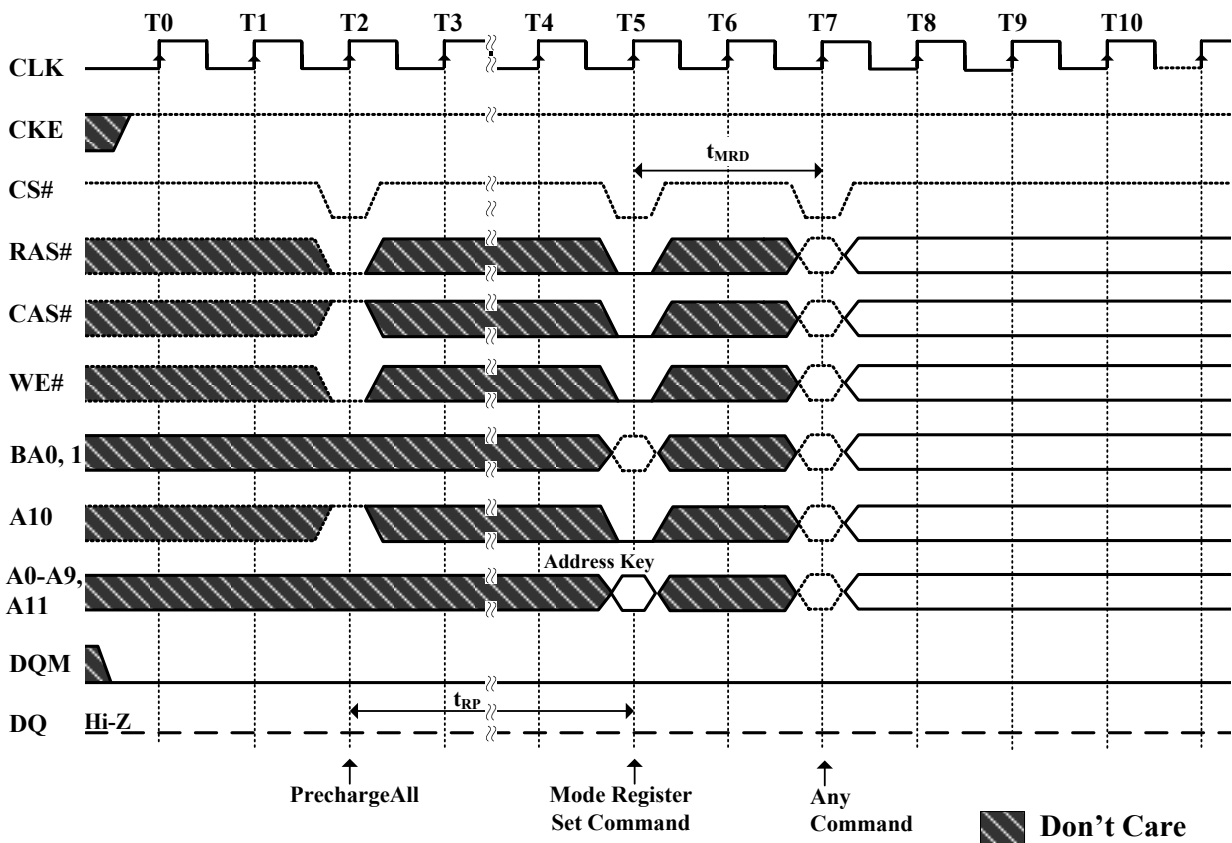 T0 T1 T2 T3 T4 T5 T6 T7 T8 T9 T10
CLK
CKE
tMRD
CS#
RAS#
CAS#
WE#
BA0, 1
A10
Address Key
A0-A9,
A11
DQM
tRP
DQ Hi-Z
PrechargeAll
Mode Register
Set Command
Any
Command
Don't Care